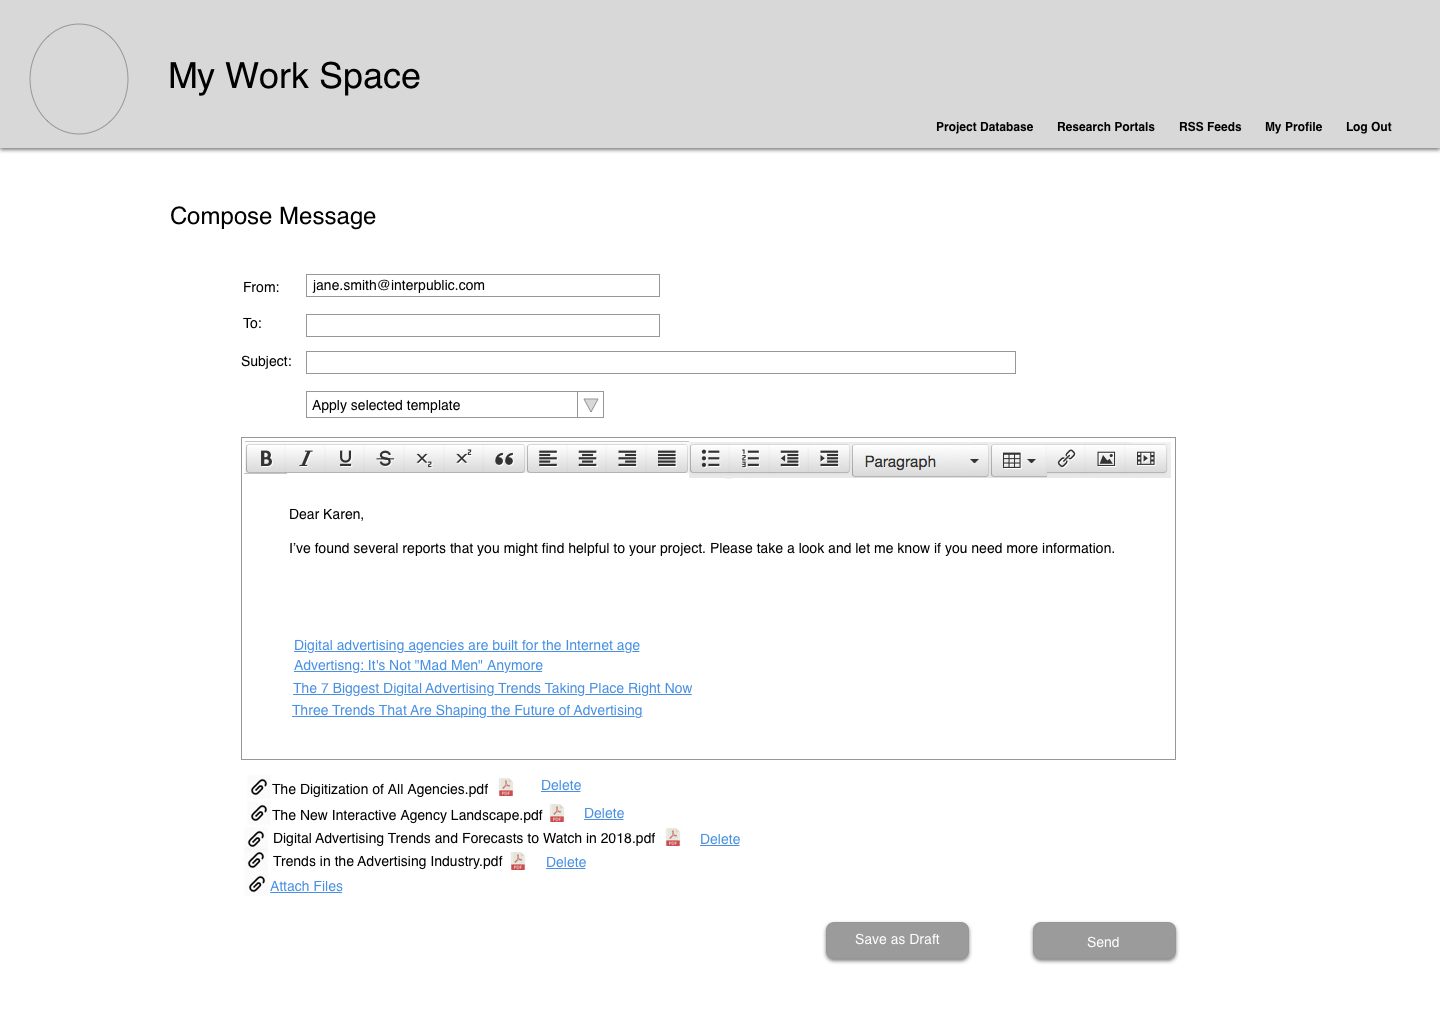 My Work Space
Project Database Research Portals RSS Feeds My Profile Log Out
Compose Message
From: jane.smith@interpublic.com
To:
Subject:
Apply selected template
B I U S x₂ x² “ Paragraph
Dear Karen,
I’ve found several reports that you might find helpful to your project. Please take a look and let me know if you need more information.
Digital advertising agencies are built for the Internet age
Advertisng: It's Not "Mad Men" Anymore
The 7 Biggest Digital Advertising Trends Taking Place Right Now
Three Trends That Are Shaping the Future of Advertising
The Digitization of All Agencies.pdf Delete
The New Interactive Agency Landscape.pdf Delete
Digital Advertising Trends and Forecasts to Watch in 2018.pdf Delete
Trends in the Advertising Industry.pdf Delete
Attach Files
Save as Draft Send